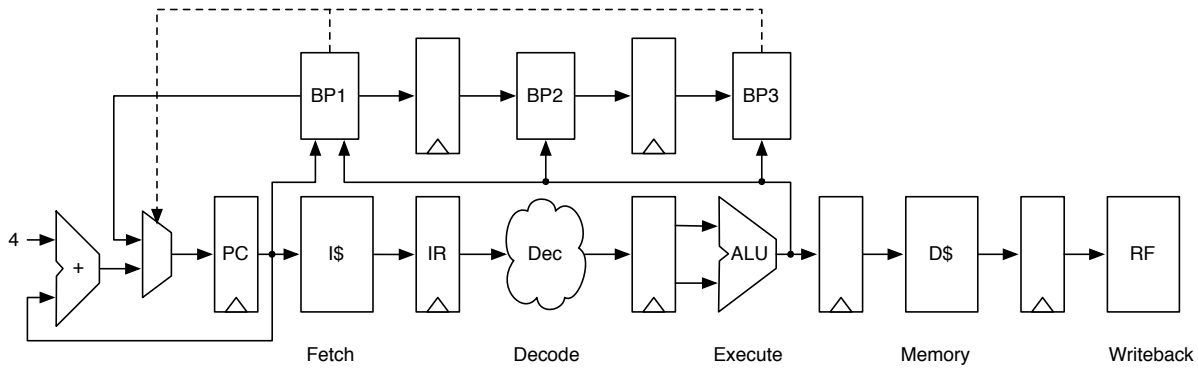 BP1 BP2 BP3
4 + PC I$ IR Dec ALU D$ RF
Fetch Decode Execute Memory Writeback